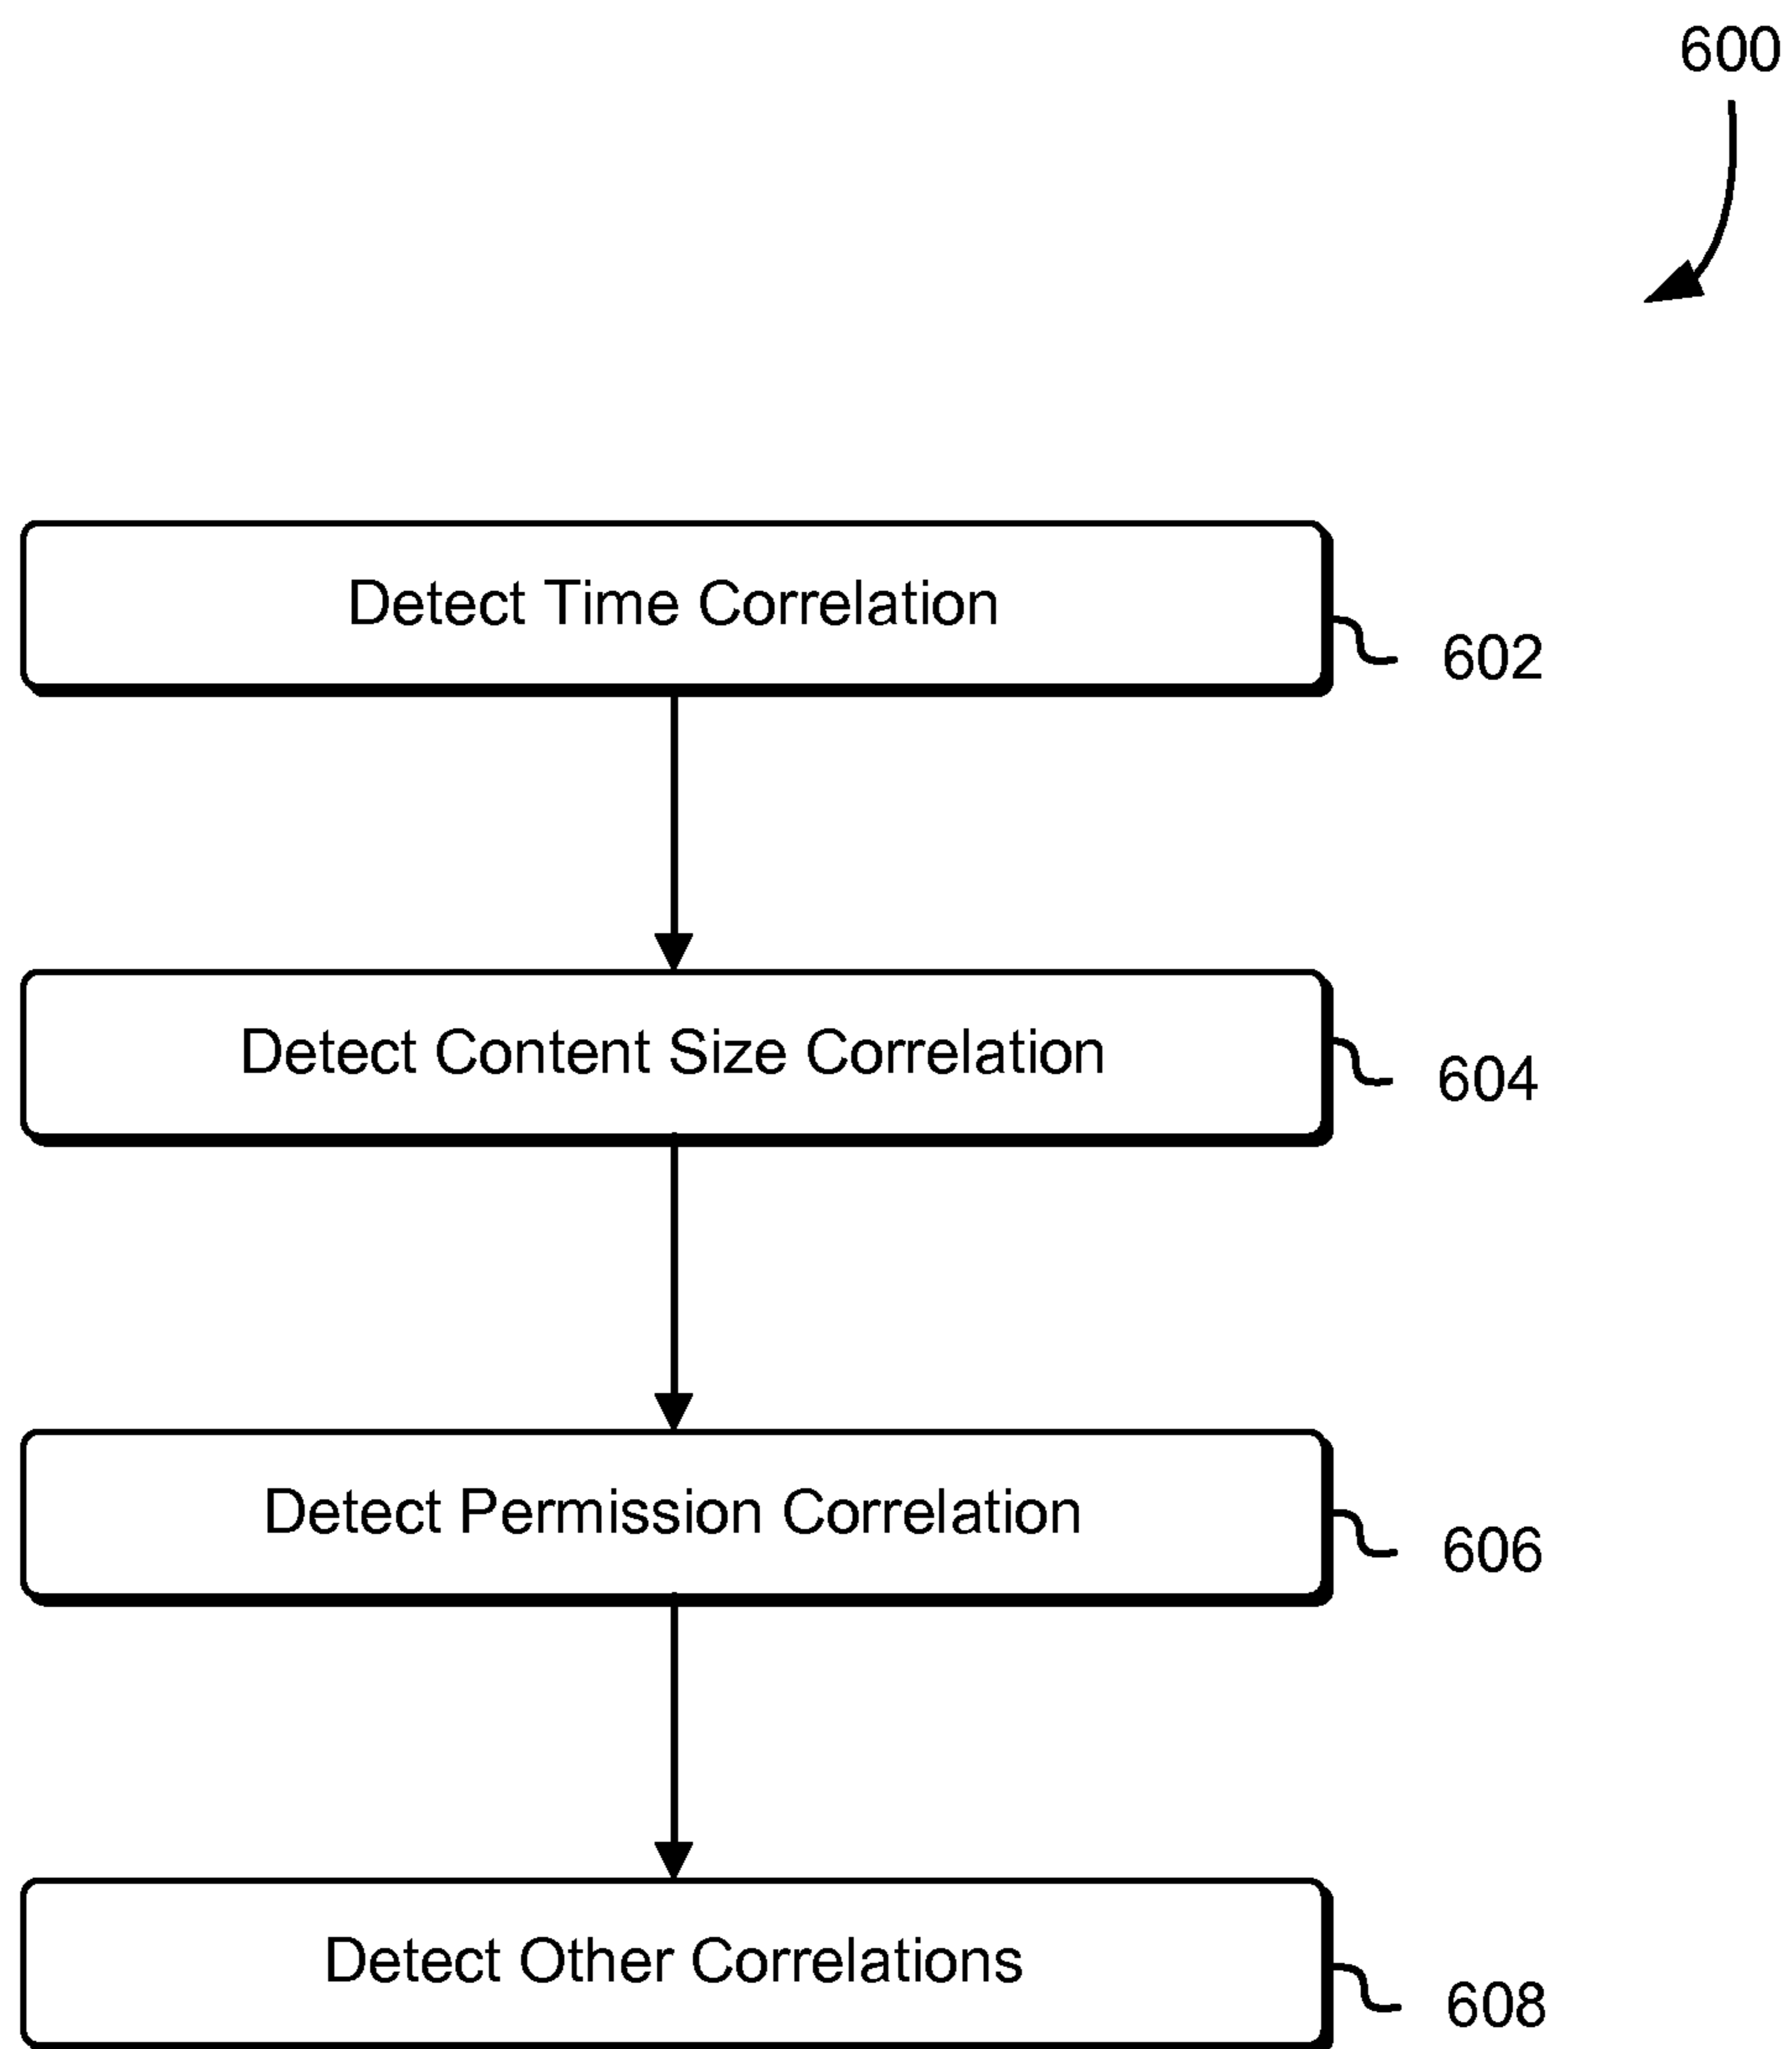 600
Detect Time Correlation
602
Detect Content Size Correlation
604
Detect Permission Correlation
606
Detect Other Correlations
608